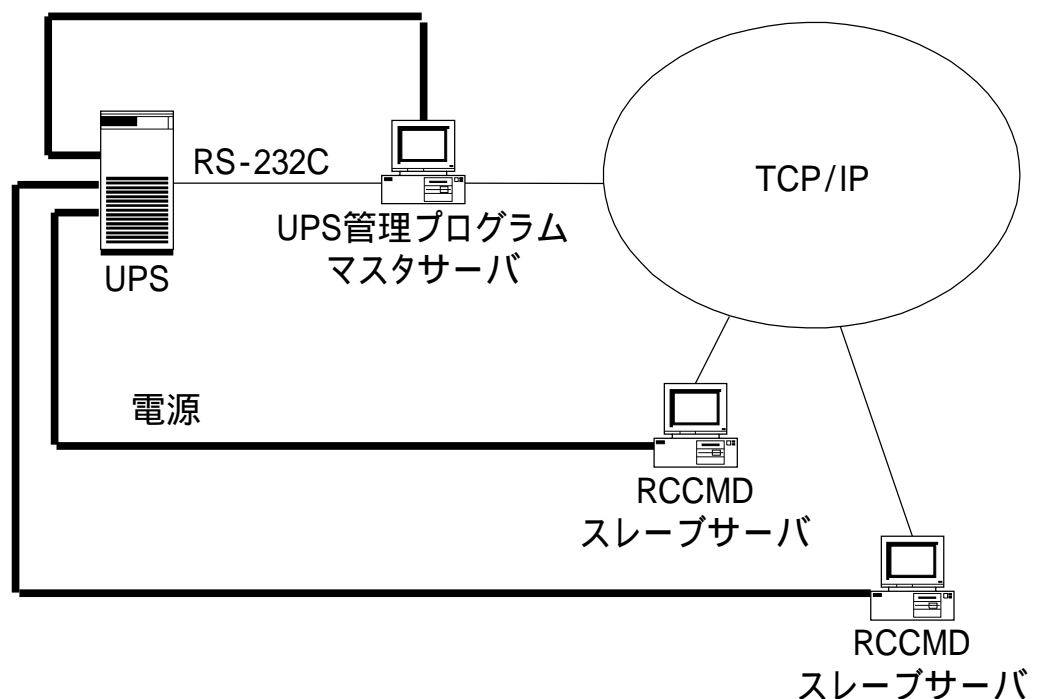 RS-232C
TCP/IP
UPS管理プログラム
マスタサーバ
UPS
電源
RCCMD
スレーブサーバ
RCCMD
スレーブサーバ